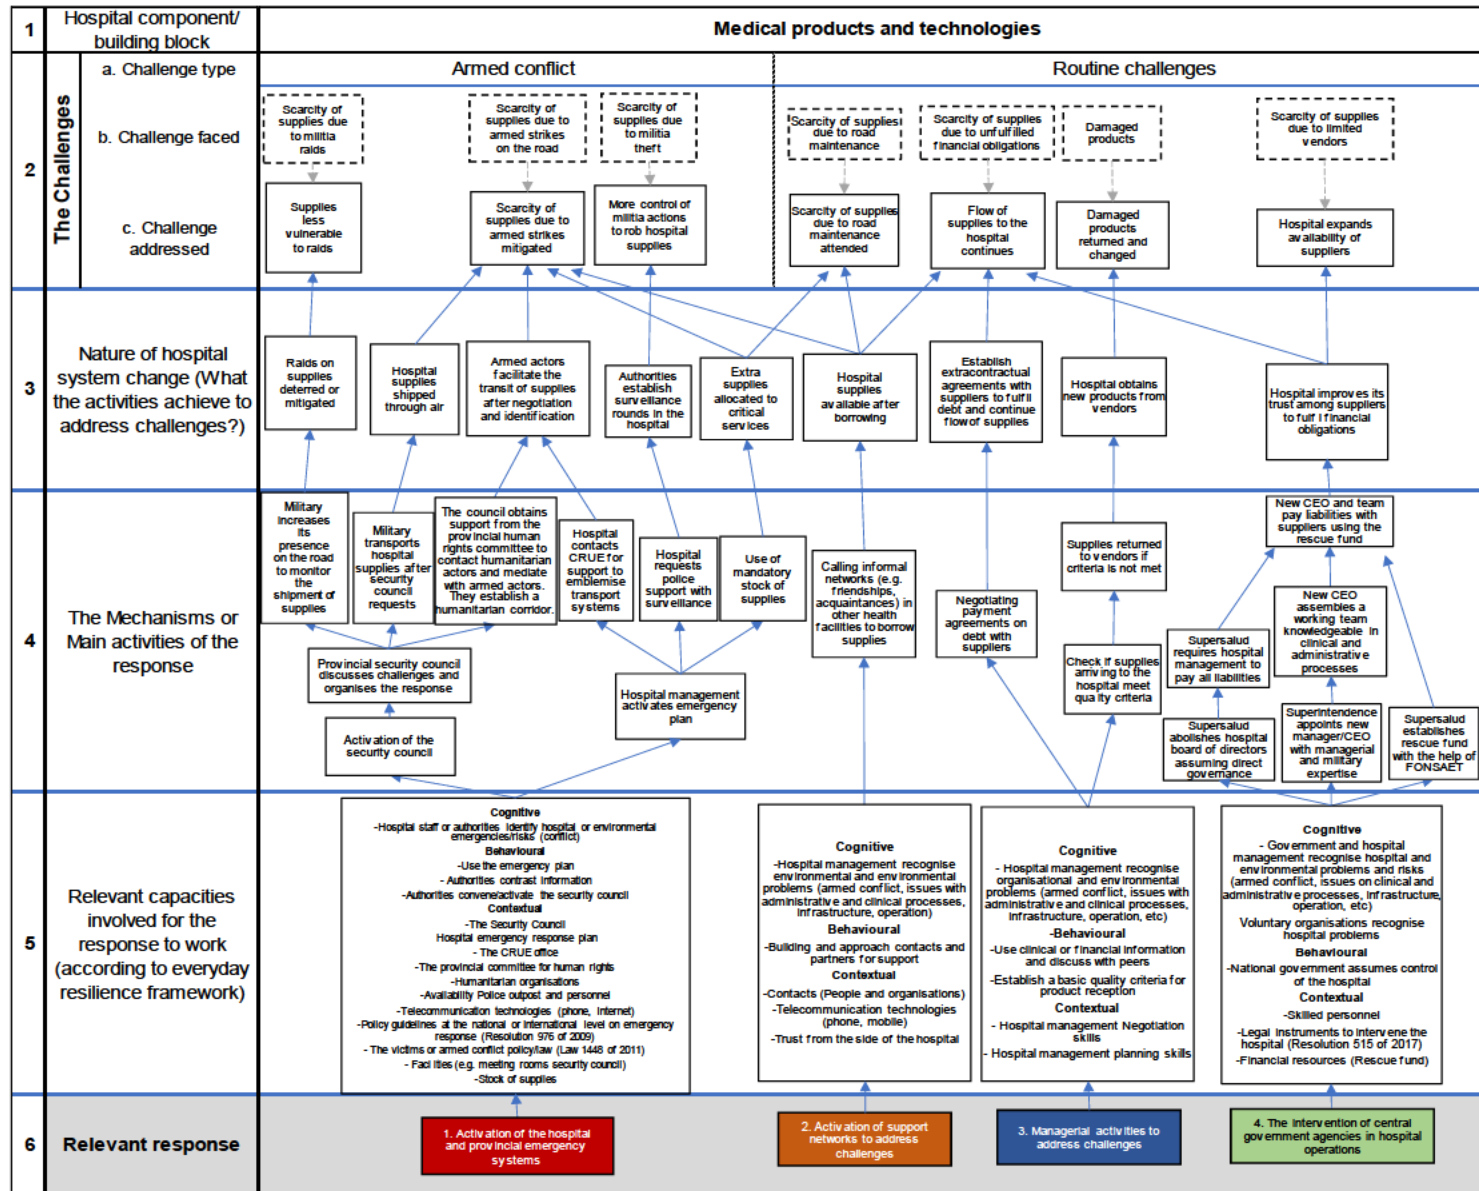 1
Hospital component/
building block
Medical products and technologies
2
The Challenges
a. Challenge type
Armed conflict
Routine challenges
b. Challenge faced
Scarcity of
supplies due
to militia
raids
Scarcity of
supplies due to
armed strikes
on the road
Scarcity of
supplies due
to militia
theft
Scarcity of supplies
due to road
maintenance
Scarcity of supplies
due to unfulfilled
financial obligations
Damaged
products
Scarcity of supplies
due to limited
vendors
c. Challenge
addressed
Supplies
less
vulnerable
to raids
Scarcity of
supplies due to
armed strikes
mitigated
More control of
militia actions
to rob hospital
supplies
Scarcity of supplies
due to road
maintenance
attended
Flow of
supplies to the
hospital
continues
Damaged
products
returned and
changed
Hospital expands
availability of
suppliers
3
Nature of hospital
system change (What
the activities achieve to
address challenges?)
Raids on
supplies
deterred or
mitigated
Hospital
supplies
shipped
through air
Armed actors
facilitate the
transit of supplies
after negotiation
and identification
Authorities
establish
surveillance
rounds in the
hospital
Extra
supplies
allocated to
critical
services
Hospital
supplies
available after
borrowing
Establish
extracontractual
agreements with
suppliers to fulfil
debt and continue
flow of supplies
Hospital obtains
new products from
vendors
Hospital improves its
trust among suppliers
to fulfil financial
obligations
4
The Mechanisms or
Main activities of the
response
Military
increases
its
presence
on the road
to monitor
the
shipment of
supplies
Military
transports
hospital
supplies after
security
council
requests
The council obtains
support from the
provincial human
rights committee to
contact humanitarian
actors and mediate
with armed actors.
They establish a
humanitarian corridor.
Hospital
contacts
CRUE for
support to
emblemise
transport
systems
Hospital
requests
police
support with
surveillance
Use of
mandatory
stock of
supplies
Calling informal
networks (e.g.
friendships,
acquaintances) in
other health
facilities to borrow
supplies
Negotiating
payment
agreements on
debt with
suppliers
Supplies returned
to vendors if
criteria is not met
Check if supplies
arriving to the
hospital meet
quality criteria
New CEO and team
pay liabilities with
suppliers using the
rescue fund
New CEO
assembles a
working team
knowledgeable in
clinical and
administrative
processes
Supersalud
requires hospital
management to
pay all liabilities
Provincial security council
discusses challenges and
organises the response
Hospital management
activates emergency
plan
Activation of the
security council
Supersalud
abolishes hospital
board of directors
assuming direct
governance
Superintendence
appoints new
manager/CEO
with managerial
and military
expertise
Supersalud
establishes
rescue fund
with the help of
FONSAET
5
Relevant capacities
involved for the
response to work
(according to everyday
resilience framework)
Cognitive
-Hospital staff or authorities identify hospital or environmental
emergencies/risks (conflict)
Behavioural
-Use the emergency plan
- Authorities contrast information
-Authorities convene/activate the security council
Contextual
-The Security Council
Hospital emergency response plan
- The CRUE office
-The provincial committee for human rights
-Humanitarian organisations
-Availability Police outpost and personnel
-Telecommunication technologies (phone, internet)
-Policy guidelines at the national or international level on emergency
response (Resolution 976 of 2009)
- The victims or armed conflict policy/law (Law 1448 of 2011)
- Facilities (e.g. meeting rooms security council)
-Stock of supplies
Cognitive
-Hospital management recognise
environmental and environmental
problems (armed conflict, issues with
administrative and clinical processes,
infrastructure, operation)
Behavioural
-Building and approach contacts and
partners for support
Contextual
-Contacts (People and organisations)
-Telecommunication technologies
(phone, mobile)
-Trust from the side of the hospital
Cognitive
- Hospital management recognise
organisational and environmental
problems (armed conflict, issues with
administrative and clinical processes,
infrastructure, operation, etc)
-Behavioural
-Use clinical or financial information
and discuss with peers
-Establish a basic quality criteria for
product reception
Contextual
- Hospital management Negotiation
skills
- Hospital management planning skills
Cognitive
- Government and hospital
management recognise hospital and
environmental problems and risks
(armed conflict, issues on clinical and
administrative processes, infrastructure,
operation, etc)
Voluntary organisations recognise
hospital problems
Behavioural
-National government assumes control
of the hospital
Contextual
-Skilled personnel
-Legal instruments to intervene the
hospital (Resolution 515 of 2017)
-Financial resources (Rescue fund)
6
Relevant response
1. Activation of the hospital
and provincial emergency
systems
2. Activation of support
networks to address
challenges
3. Managerial activities to
address challenges
4. The intervention of central
government agencies in hospital
operations